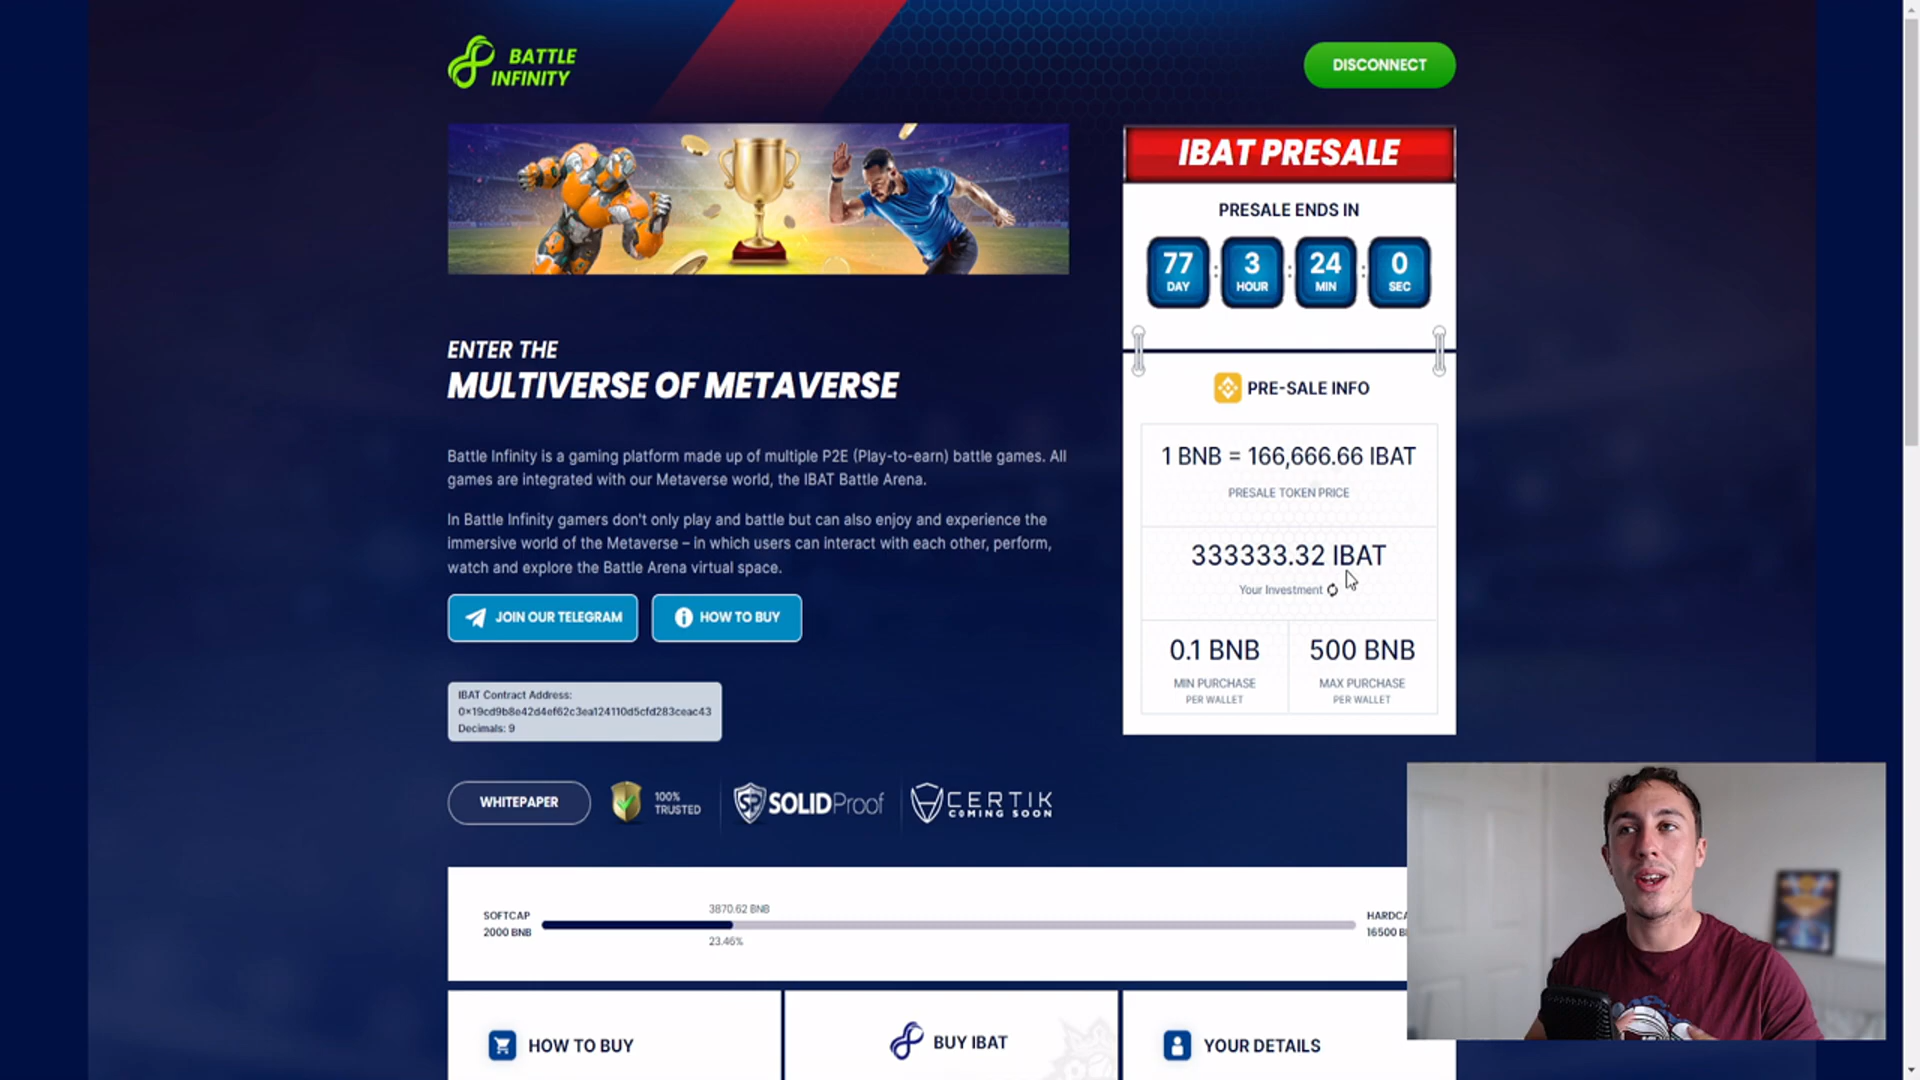 BATTLE
INFINITY
DISCONNECT
IBAT PRESALE
PRESALE ENDS IN
77 : 3 : 24 : 0
DAY HOUR MIN SEC
ENTER THE
MULTIVERSE OF METAVERSE
PRE-SALE INFO
Battle Infinity is a gaming platform made up of multiple P2E (Play-to-earn) battle games. All
games are integrated with our Metaverse world, the IBAT Battle Arena.
In Battle Infinity gamers don't only play and battle but can also enjoy and experience the
immersive world of the Metaverse – in which users can interact with each other, perform,
watch and explore the Battle Arena virtual space.
1 BNB = 166,666.66 IBAT
PRESALE TOKEN PRICE
333333.32 IBAT
Your Investment
0.1 BNB
MIN PURCHASE
PER WALLET
500 BNB
MAX PURCHASE
PER WALLET
JOIN OUR TELEGRAM
HOW TO BUY
IBAT Contract Address:
0x19cd9b8e42d4ef62c3ea124110d5cfd283ceac43
Decimals: 9
WHITEPAPER
100%
TRUSTED
SP SOLIDProof
CERTIK
COMING SOON
SOFTCAP
2000 BNB
3870.62 BNB
23.46%
HARDCA
16500 B
HOW TO BUY
BUY IBAT
YOUR DETAILS